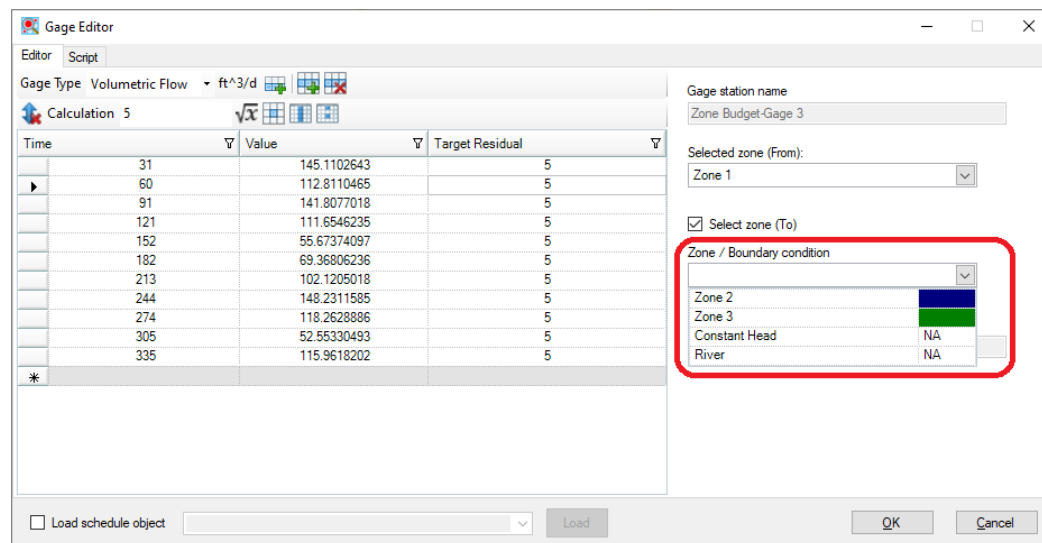 Gage Editor
Editor Script
Gage Type Volumetric Flow ft^3/d
Calculation 5 √x
Time Value Target Residual
31 145.1102643 5
60 112.8110465 5
91 141.8077018 5
121 111.6546235 5
152 55.67374097 5
182 69.36806236 5
213 102.1205018 5
244 148.2311585 5
274 118.2628886 5
305 52.55330493 5
335 115.9618202 5
Gage station name
Zone Budget-Gage 3
Selected zone (From):
Zone 1
Select zone (To)
Zone / Boundary condition
Zone 2
Zone 3
Constant Head NA
River NA
Load schedule object Load OK Cancel